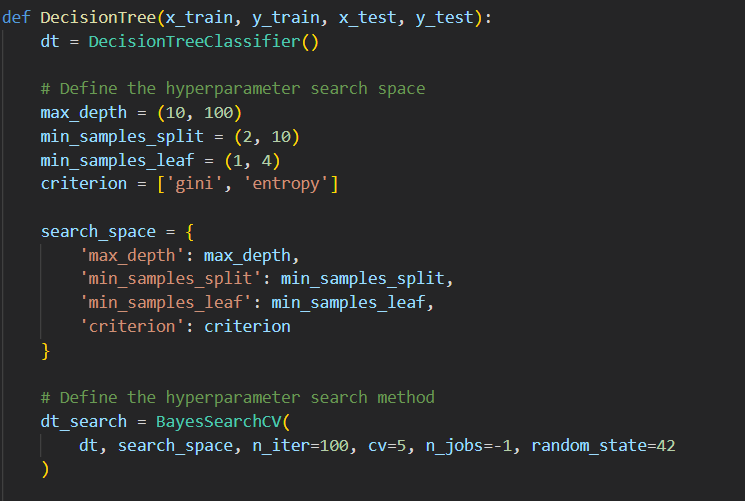 def DecisionTree(x_train, y_train, x_test, y_test):
    dt = DecisionTreeClassifier()

    # Define the hyperparameter search space
    max_depth = (10, 100)
    min_samples_split = (2, 10)
    min_samples_leaf = (1, 4)
    criterion = ['gini', 'entropy']

    search_space = {
        'max_depth': max_depth,
        'min_samples_split': min_samples_split,
        'min_samples_leaf': min_samples_leaf,
        'criterion': criterion
    }

    # Define the hyperparameter search method
    dt_search = BayesSearchCV(
        dt, search_space, n_iter=100, cv=5, n_jobs=-1, random_state=42
    )